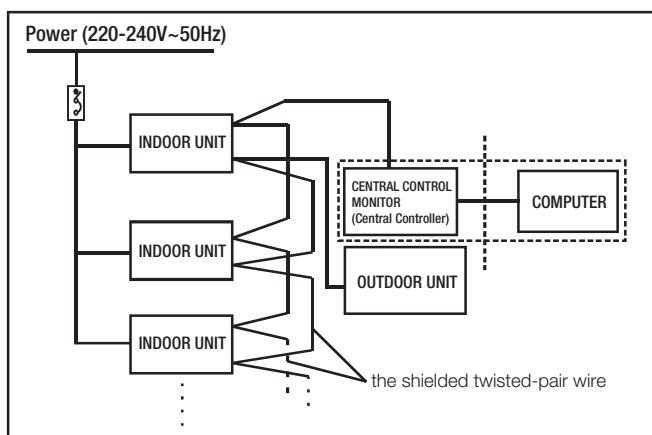 Power (220-240V~50Hz)
INDOOR UNIT
CENTRAL CONTROL
MONITOR
(Central Controller)
COMPUTER
INDOOR UNIT
OUTDOOR UNIT
INDOOR UNIT
the shielded twisted-pair wire